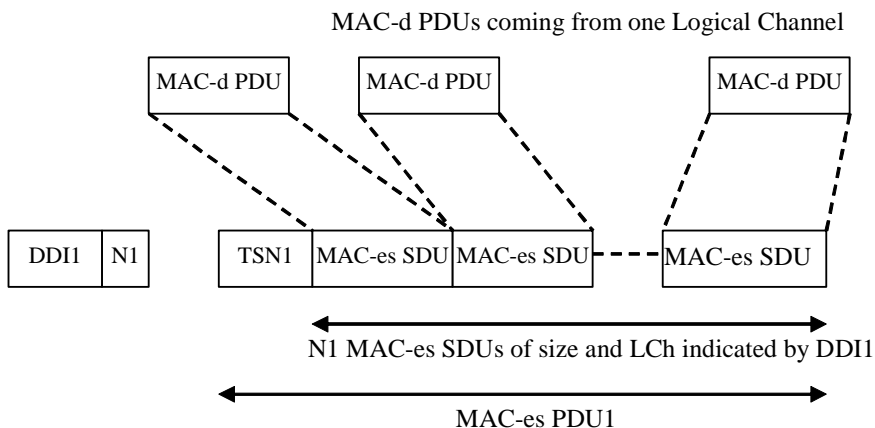 MAC-d PDUs coming from one Logical Channel
MAC-d PDU MAC-d PDU MAC-d PDU
DDI1 N1 TSN1 MAC-es SDU MAC-es SDU MAC-es SDU
N1 MAC-es SDUs of size and LCh indicated by DDI1
MAC-es PDU1